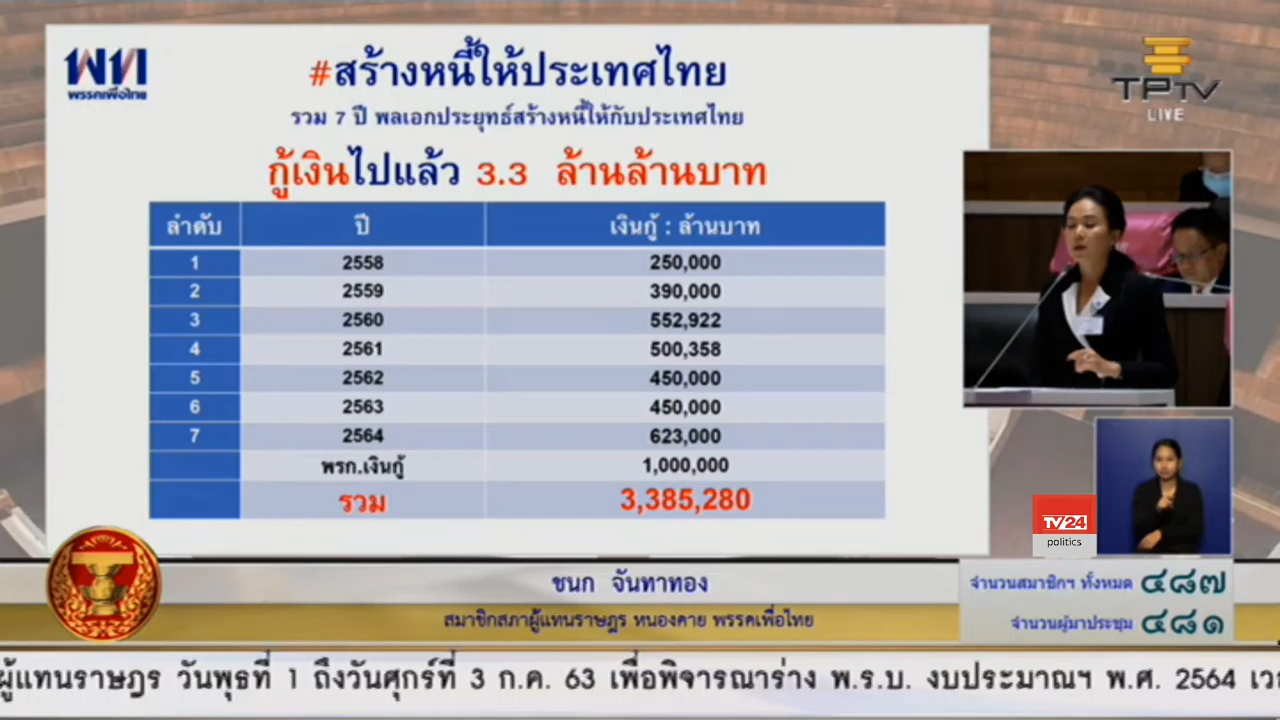 พท
พรรคเพื่อไทย
#สร้างหนี้ให้ประเทศไทย
รวม 7 ปี พลเอกประยุทธ์สร้างหนี้ให้กับประเทศไทย
กู้เงินไปแล้ว 3.3 ล้านล้านบาท
ลำดับ ปี เงินกู้ : ล้านบาท
1 2558 250,000
2 2559 390,000
3 2560 552,922
4 2561 500,358
5 2562 450,000
6 2563 450,000
7 2564 623,000
พรก.เงินกู้ 1,000,000
รวม 3,385,280
TPTV
LIVE
TV24
politics
ชนก จันทาทอง
สมาชิกสภาผู้แทนราษฎร หนองคาย พรรคเพื่อไทย
จำนวนสมาชิกฯ ทั้งหมด ๔๘๗
จำนวนผู้มาประชุม ๔๘๑
ผู้แทนราษฎร วันพุธที่ 1 ถึงวันศุกร์ที่ 3 ก.ค. 63 เพื่อพิจารณาร่าง พ.ร.บ. งบประมาณฯ พ.ศ. 2564 เว